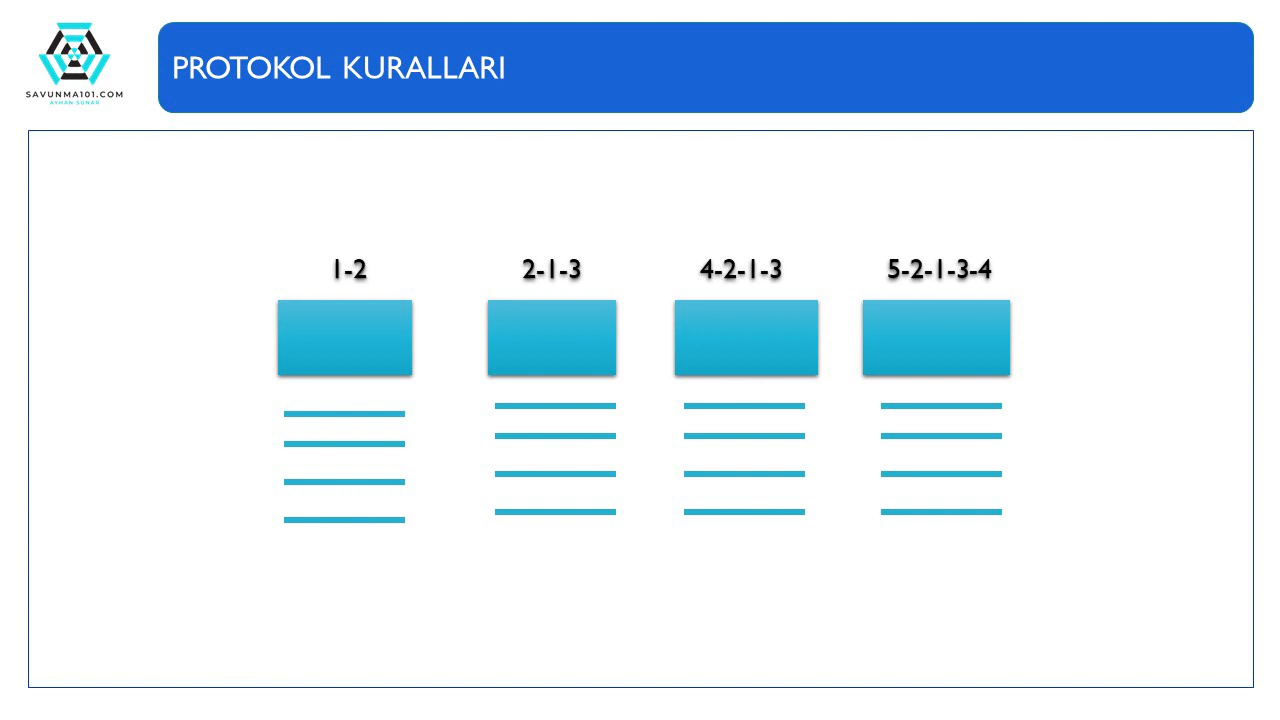 SAVUNMA101.COM
AYHAN SUNAR
PROTOKOL KURALLARI
1-2
2-1-3
4-2-1-3
5-2-1-3-4